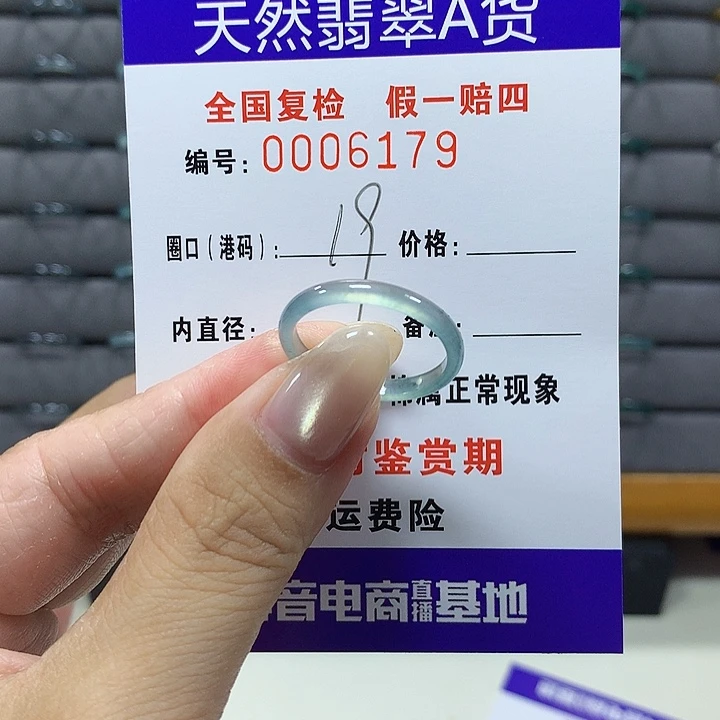 天然翡翠A货
全国复检 假一赔四
编号: 0006179
圈口(港码): 19 价格:
内直径: 备
属正常现象
鉴赏期
运费险
音电商直播基地